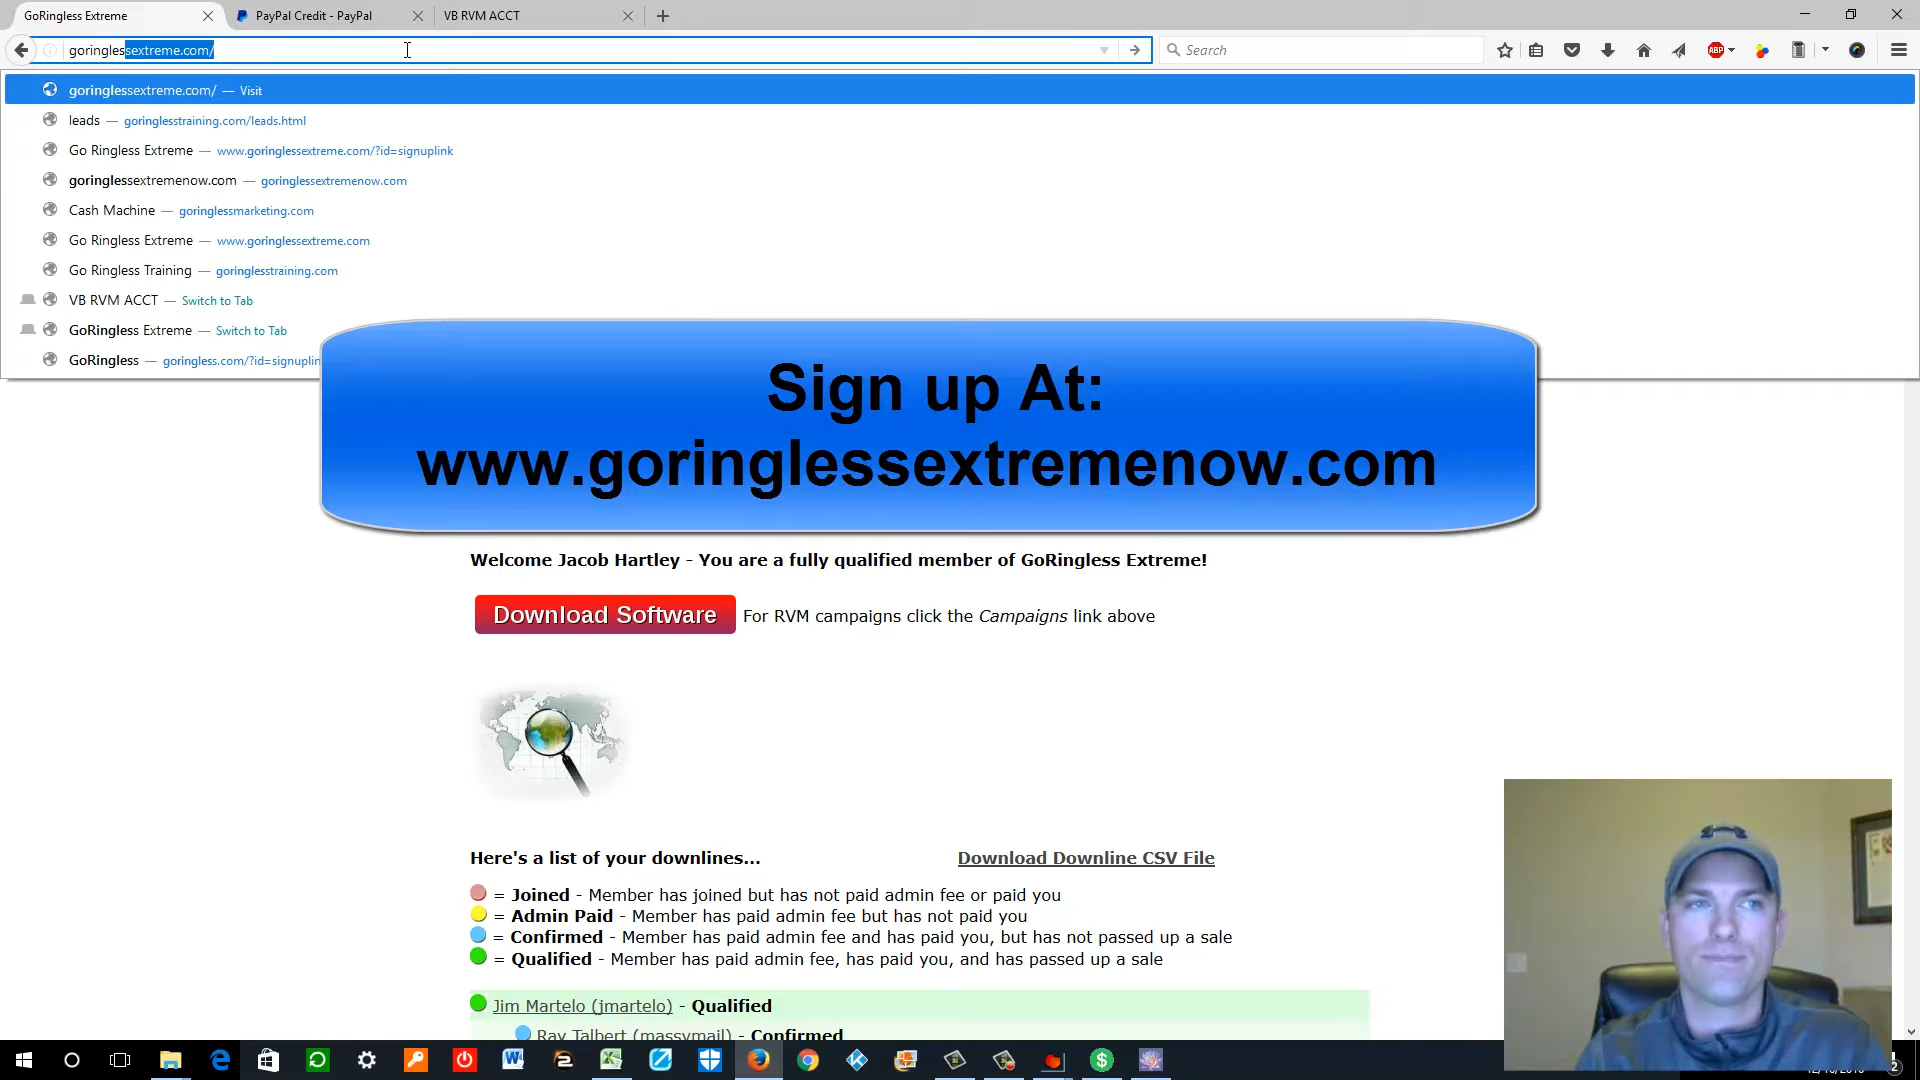 GoRingless Extreme
PayPal Credit - PayPal
VB RVM ACCT
goringlessextreme.com/
Search
ABP
goringlessextreme.com/ — Visit
leads — goringlesstraining.com/leads.html
Go Ringless Extreme — www.goringlessextreme.com/?id=signuplink
goringlessextremenow.com — goringlessextremenow.com
Cash Machine — goringlessmarketing.com
Go Ringless Extreme — www.goringlessextreme.com
Go Ringless Training — goringlesstraining.com
VB RVM ACCT — Switch to Tab
GoRingless Extreme — Switch to Tab
GoRingless — goringless.com/?id=signuplin
Sign up At:
www.goringlessextremenow.com
Welcome Jacob Hartley - You are a fully qualified member of GoRingless Extreme!
Download Software For RVM campaigns click the Campaigns link above
Here's a list of your downlines...
Download Downline CSV File
= Joined - Member has joined but has not paid admin fee or paid you
= Admin Paid - Member has paid admin fee but has not paid you
= Confirmed - Member has paid admin fee and has paid you, but has not passed up a sale
= Qualified - Member has paid admin fee, has paid you, and has passed up a sale
Jim Martelo (jmartelo) - Qualified
Ray Talbert (massymail) - Confirmed